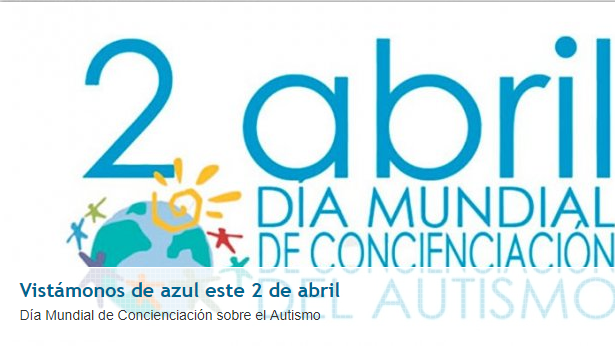 2 abril
DÍA MUNDIAL
DE CONCIENCIACIÓN
DEL AUTISMO
Vistámonos de azul este 2 de abril
Día Mundial de Concienciación sobre el Autismo